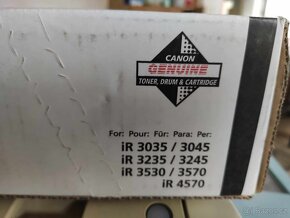 CANON
GENUINE
TONER, DRUM & CARTRIDGE
For: Pour: Für: Para: Per:
iR 3035 / 3045
iR 3235 / 3245
iR 3530 / 3570
iR 4570